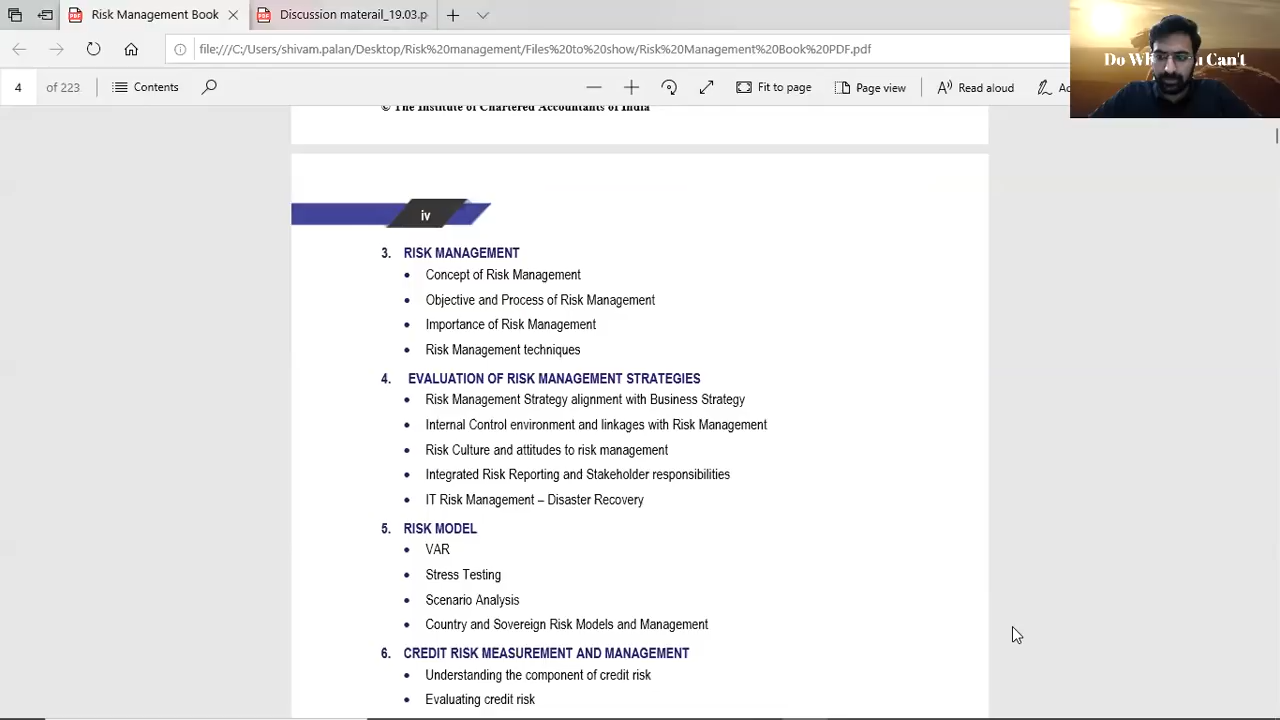 Risk Management Book
Discussion materail_19.03.p
file:///C:/Users/shivam.palan/Desktop/Risk%20management/Files%20to%20show/Risk%20Management%20Book%20PDF.pdf
4 of 223 Contents Fit to page Page view Read aloud
Do Wh u Can't
© The Institute of Chartered Accountants of India
iv
3. RISK MANAGEMENT
• Concept of Risk Management
• Objective and Process of Risk Management
• Importance of Risk Management
• Risk Management techniques
4. EVALUATION OF RISK MANAGEMENT STRATEGIES
• Risk Management Strategy alignment with Business Strategy
• Internal Control environment and linkages with Risk Management
• Risk Culture and attitudes to risk management
• Integrated Risk Reporting and Stakeholder responsibilities
• IT Risk Management – Disaster Recovery
5. RISK MODEL
• VAR
• Stress Testing
• Scenario Analysis
• Country and Sovereign Risk Models and Management
6. CREDIT RISK MEASUREMENT AND MANAGEMENT
• Understanding the component of credit risk
• Evaluating credit risk